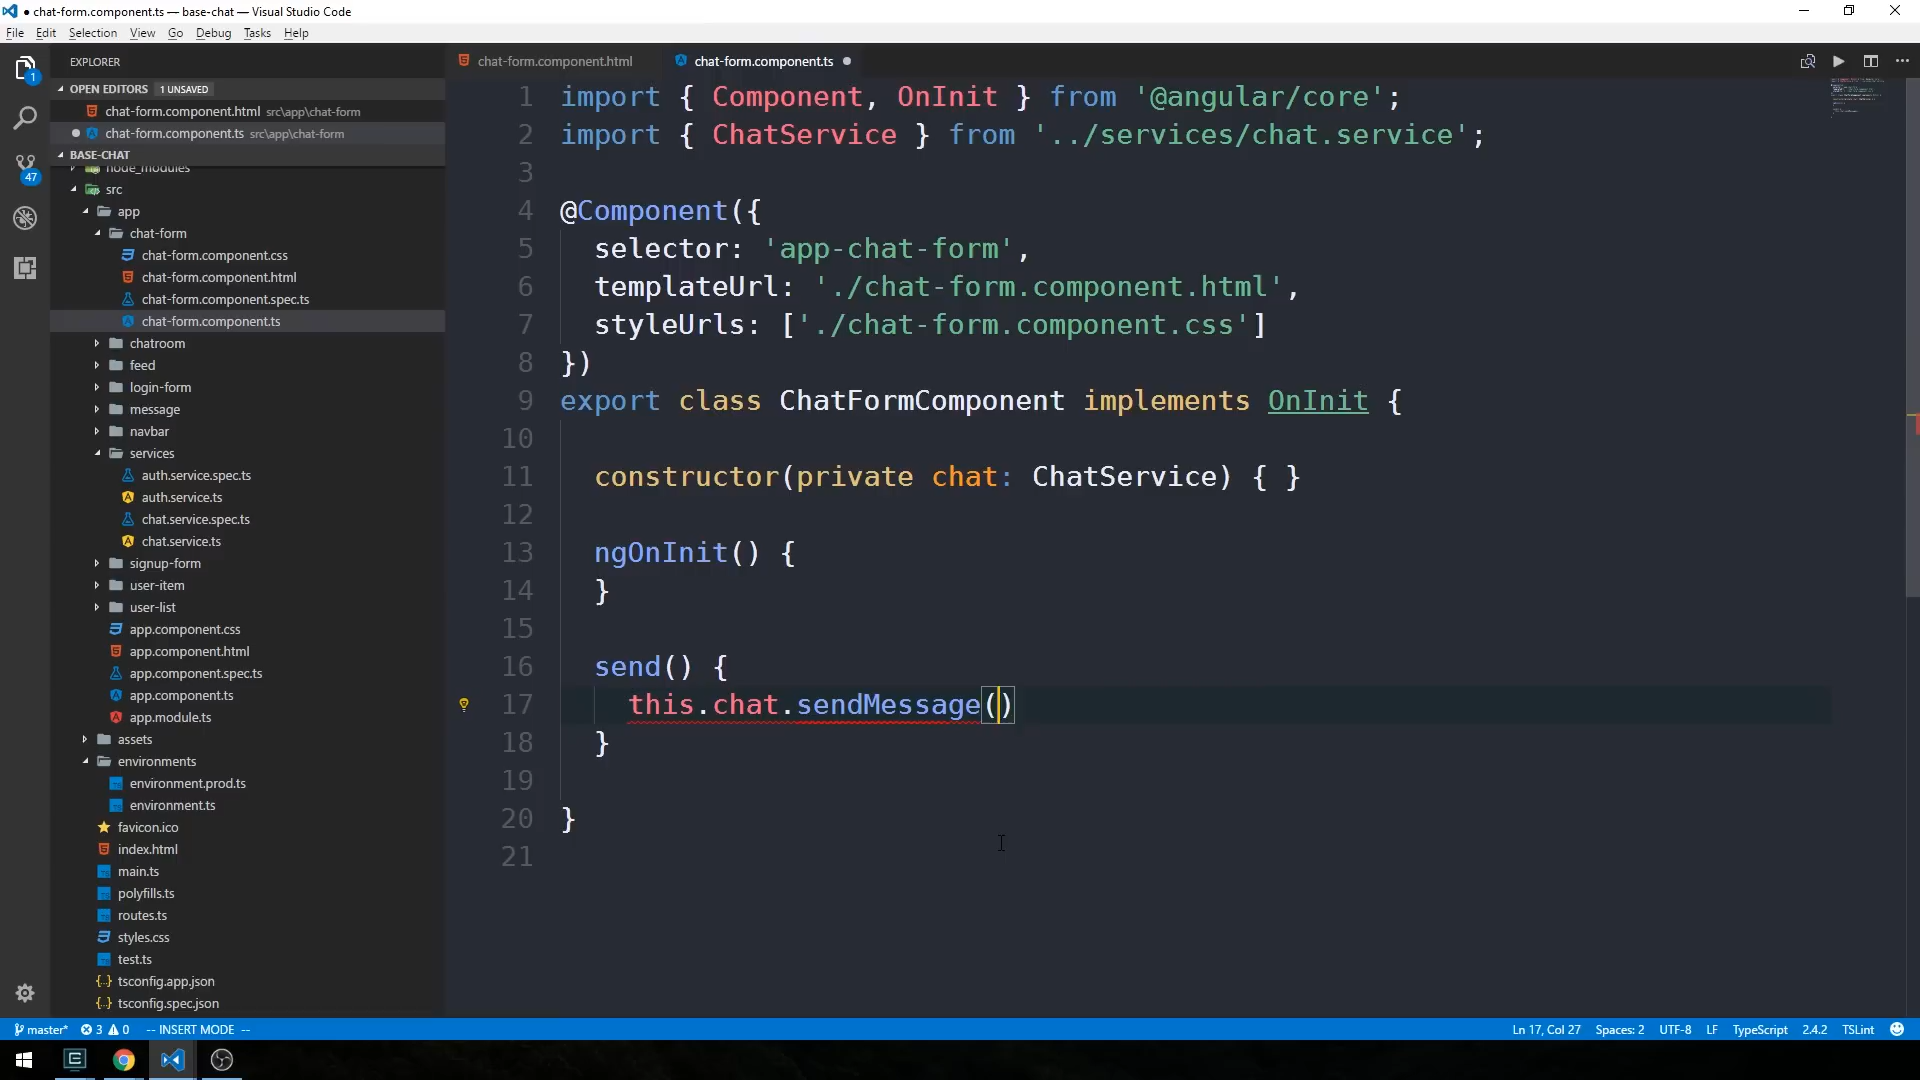 ● chat-form.component.ts — base-chat — Visual Studio Code
File Edit Selection View Go Debug Tasks Help
EXPLORER
OPEN EDITORS 1 UNSAVED
chat-form.component.html src\app\chat-form
chat-form.component.ts src\app\chat-form
BASE-CHAT
node_modules
src
app
chat-form
chat-form.component.css
chat-form.component.html
chat-form.component.spec.ts
chat-form.component.ts
chatroom
feed
login-form
message
navbar
services
auth.service.spec.ts
auth.service.ts
chat.service.spec.ts
chat.service.ts
signup-form
user-item
user-list
app.component.css
app.component.html
app.component.spec.ts
app.component.ts
app.module.ts
assets
environments
environment.prod.ts
environment.ts
favicon.ico
index.html
main.ts
polyfills.ts
routes.ts
styles.css
test.ts
tsconfig.app.json
tsconfig.spec.json
1
47
chat-form.component.html chat-form.component.ts
1 import { Component, OnInit } from '@angular/core';
2 import { ChatService } from '../services/chat.service';
3
4 @Component({
5 selector: 'app-chat-form',
6 templateUrl: './chat-form.component.html',
7 styleUrls: ['./chat-form.component.css']
8 })
9 export class ChatFormComponent implements OnInit {
10
11 constructor(private chat: ChatService) { }
12
13 ngOnInit() {
14 }
15
16 send() {
17 this.chat.sendMessage()
18 }
19
20 }
21
master* 3 0 -- INSERT MODE -- Ln 17, Col 27 Spaces: 2 UTF-8 LF TypeScript 2.4.2 TSLint